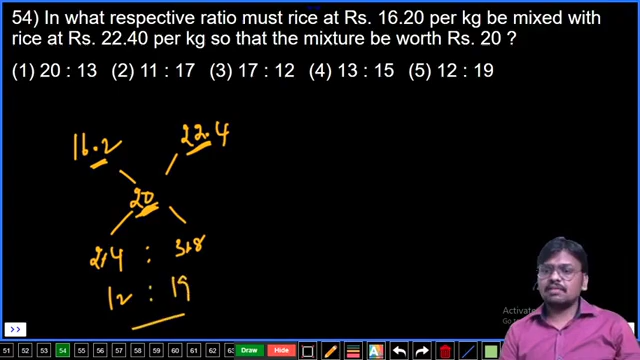 54) In what respective ratio must rice at Rs. 16.20 per kg be mixed with
rice at Rs. 22.40 per kg so that the mixture be worth Rs. 20 ?
(1) 20 : 13 (2) 11 : 17 (3) 17 : 12 (4) 13 : 15 (5) 12 : 19
16.2 22.4
20
2.4 : 3.8
12 : 19
Activate
>> 51 52 53 54 55 56 57 58 59 60 61 62 63 Draw Hide